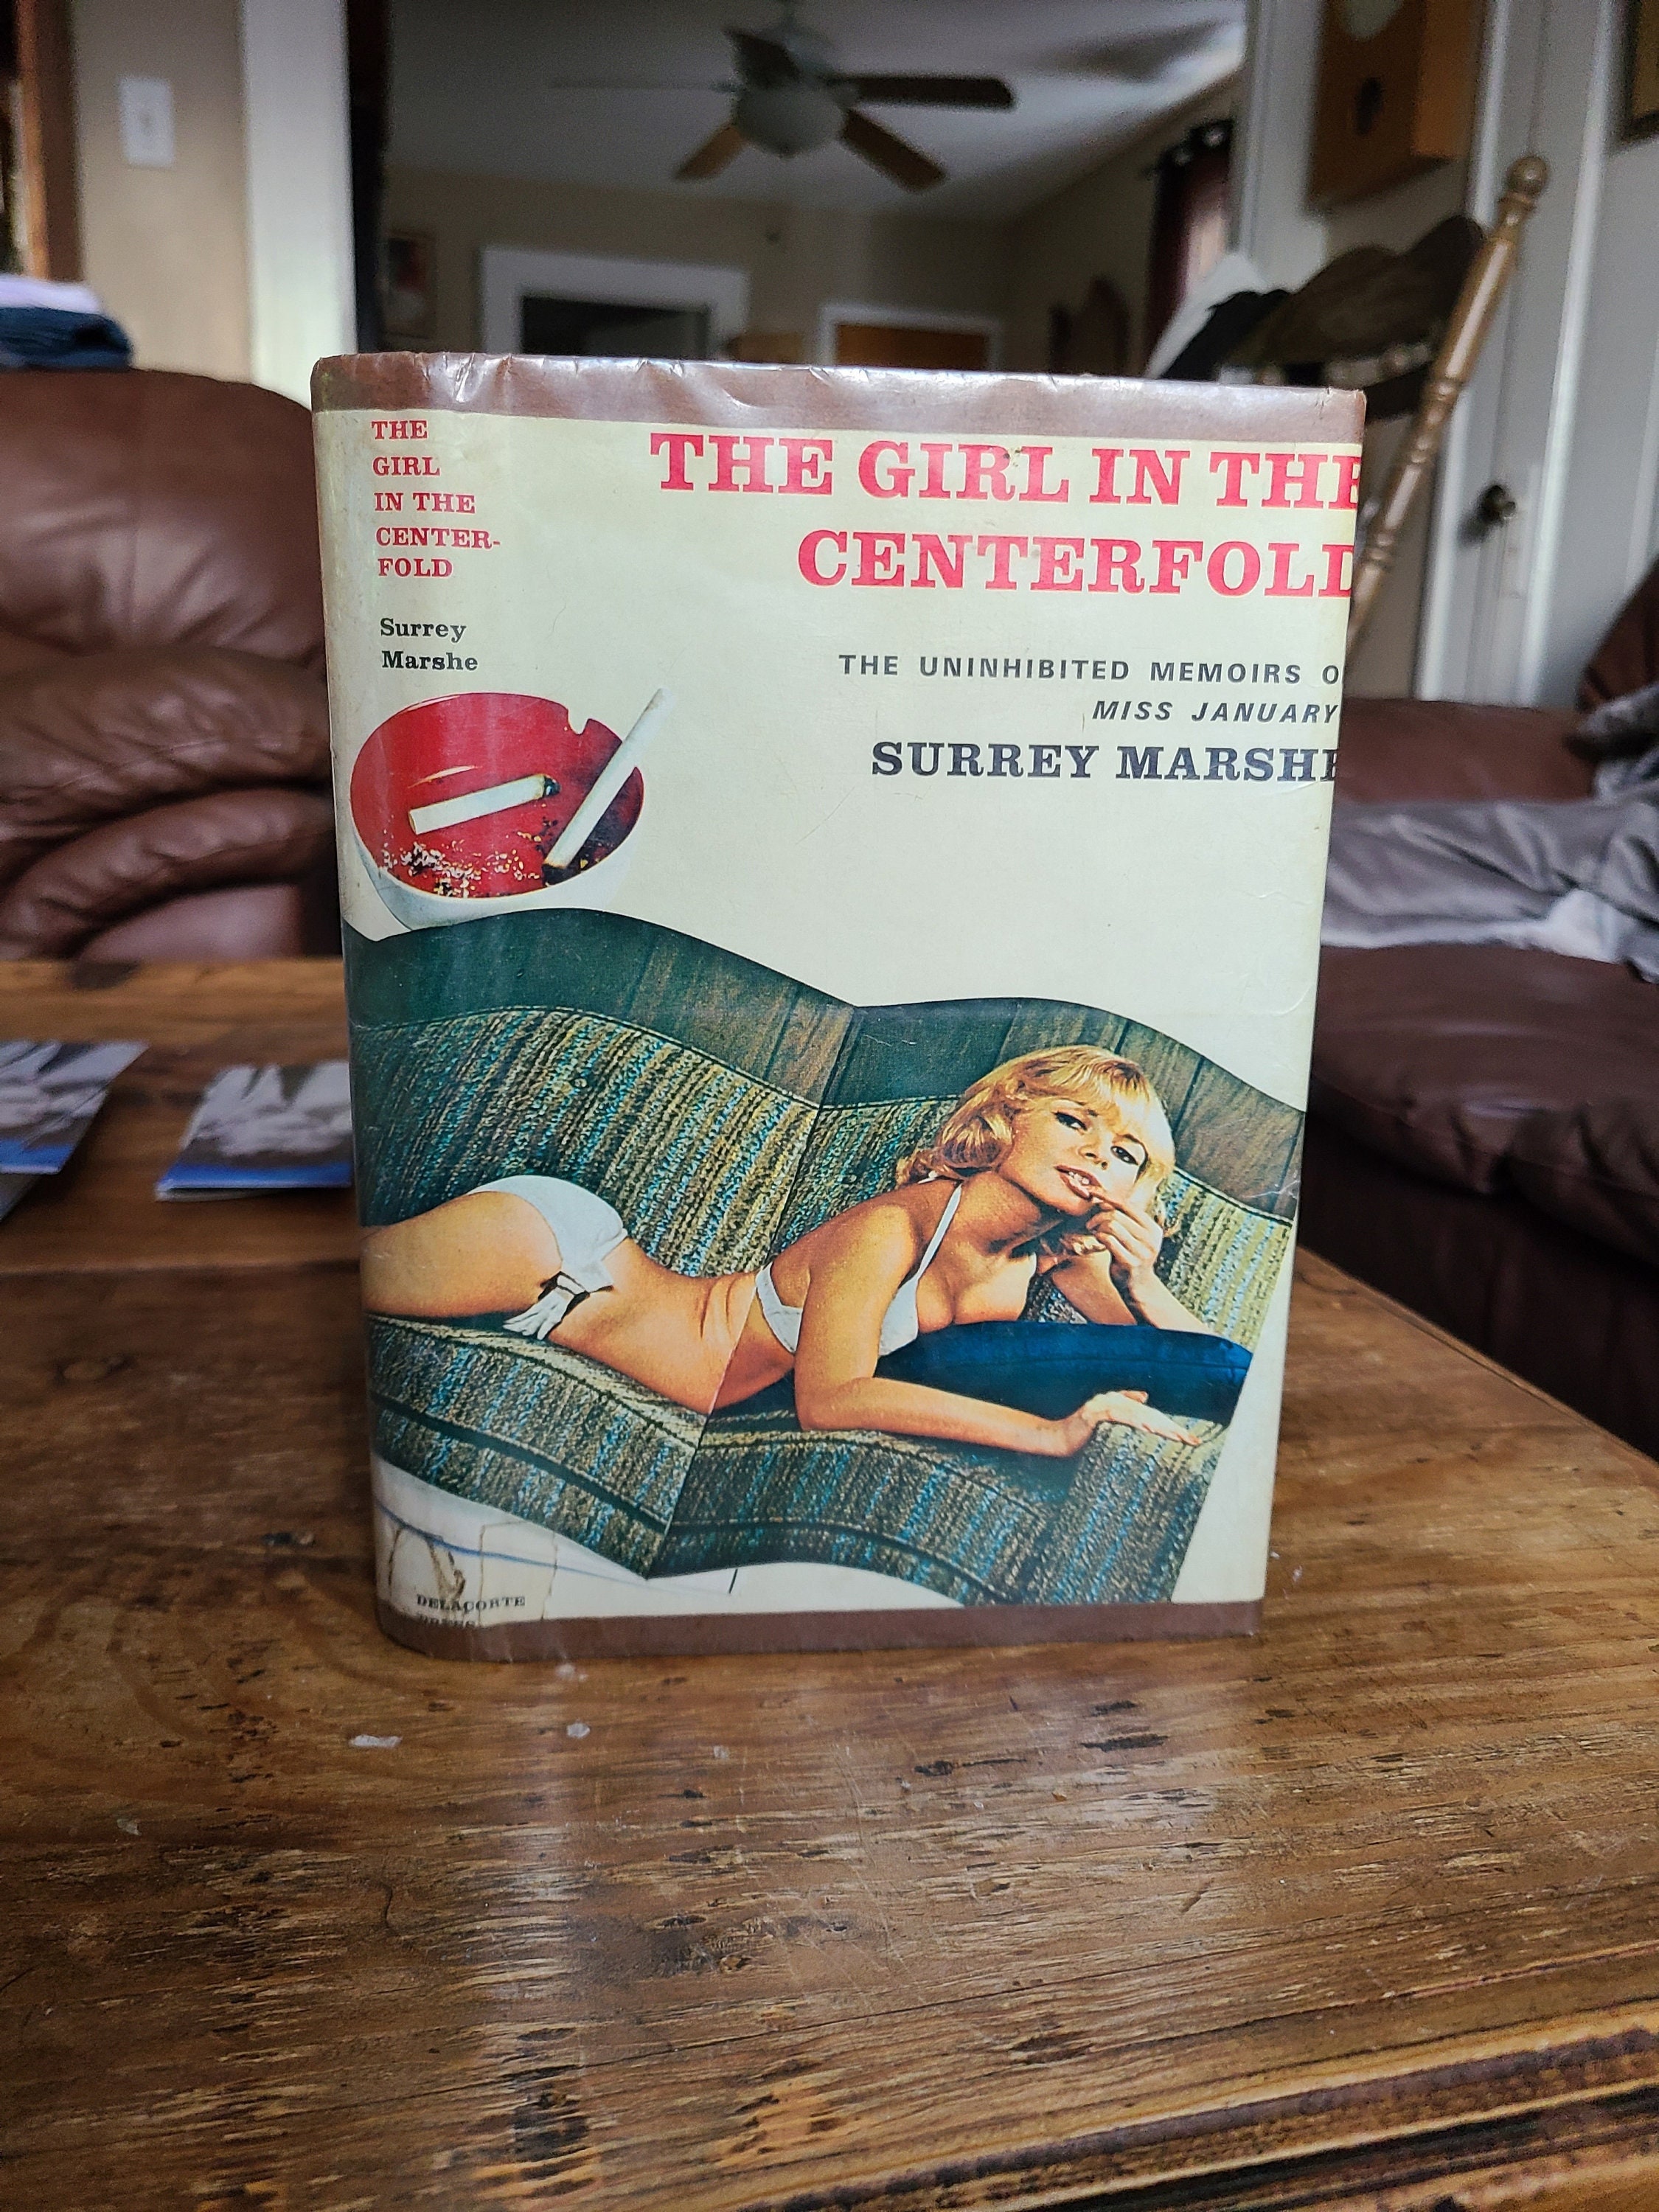 THE
GIRL
IN THE
CENTER-
FOLD
Surrey
Marshe
DELACORTE
PRESS
THE GIRL IN THE
CENTERFOLD
THE UNINHIBITED MEMOIRS O
MISS JANUARY
SURREY MARSHE